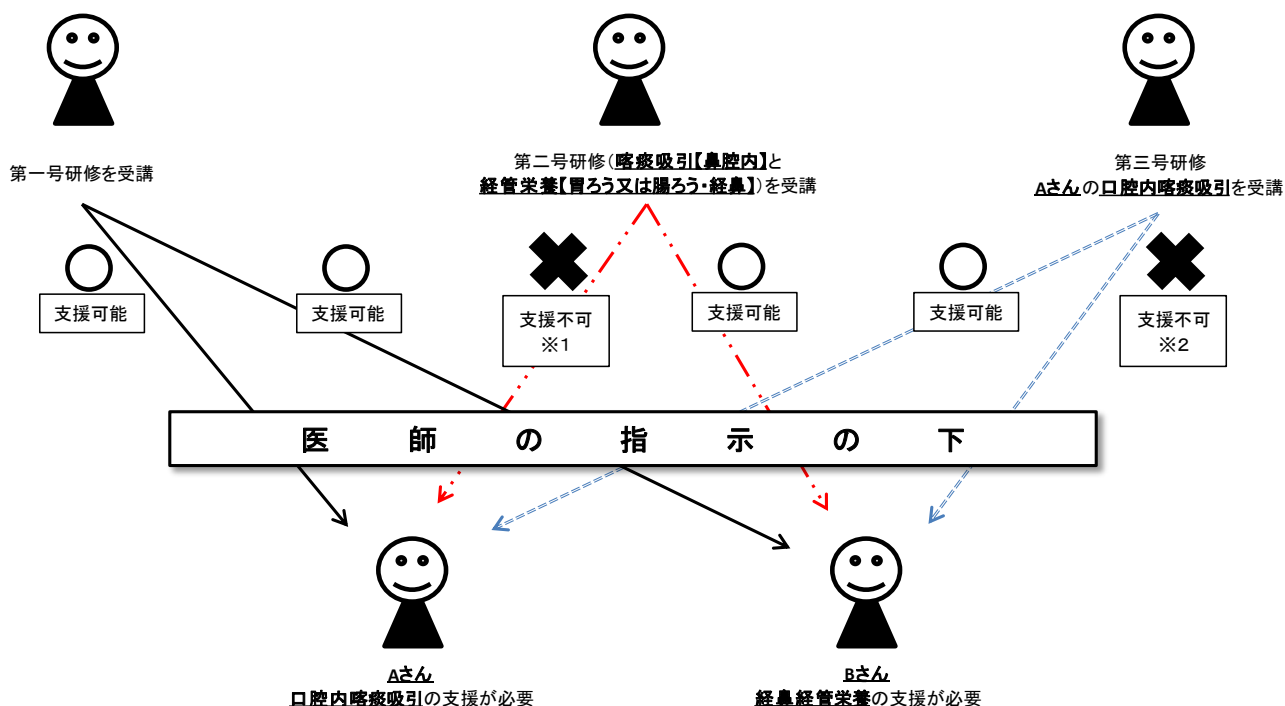 第一号研修を受講
第二号研修(喀痰吸引【鼻腔内】と
経管栄養【胃ろう又は腸ろう・経鼻】)を受講
第三号研修
Aさんの口腔内喀痰吸引を受講
支援可能
支援可能
支援不可
※1
支援可能
支援可能
支援不可
※2
医師の指示の下
Aさん
口腔内喀痰吸引の支援が必要
Bさん
経鼻経管栄養の支援が必要